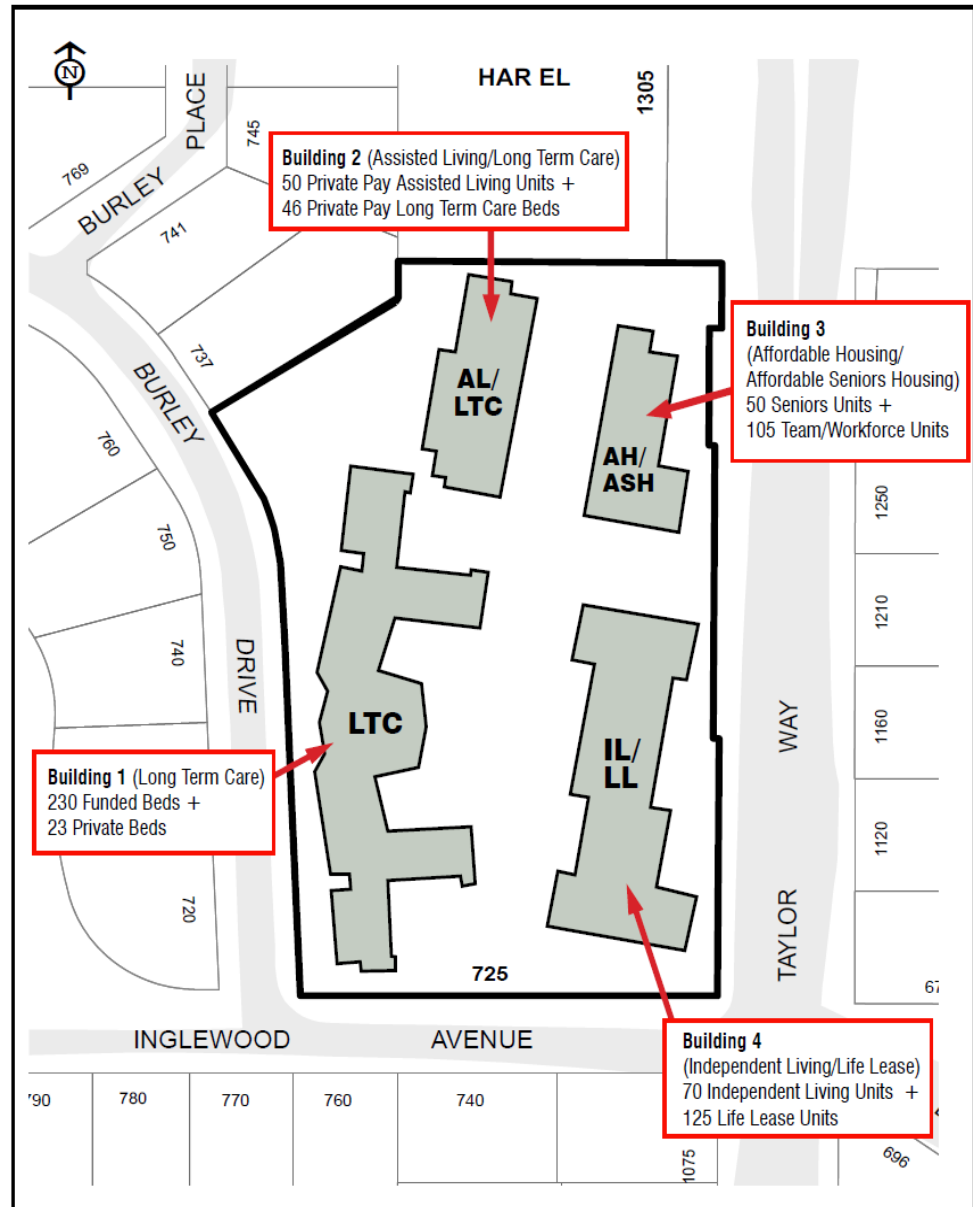 N
HAR EL
1305
PLACE
745
769
BURLEY
741
Building 2 (Assisted Living/Long Term Care)
50 Private Pay Assisted Living Units +
46 Private Pay Long Term Care Beds
737
BURLEY
760
AL/
LTC
Building 3
(Affordable Housing/
Affordable Seniors Housing)
50 Seniors Units +
105 Team/Workforce Units
AH/
ASH
750
1250
740
DRIVE
1210
LTC
IL/
LL
WAY
1160
Building 1 (Long Term Care)
230 Funded Beds +
23 Private Beds
1120
720
TAYLOR
725
67
INGLEWOOD AVENUE
Building 4
(Independent Living/Life Lease)
70 Independent Living Units +
125 Life Lease Units
790
780
770
760
740
1075
696